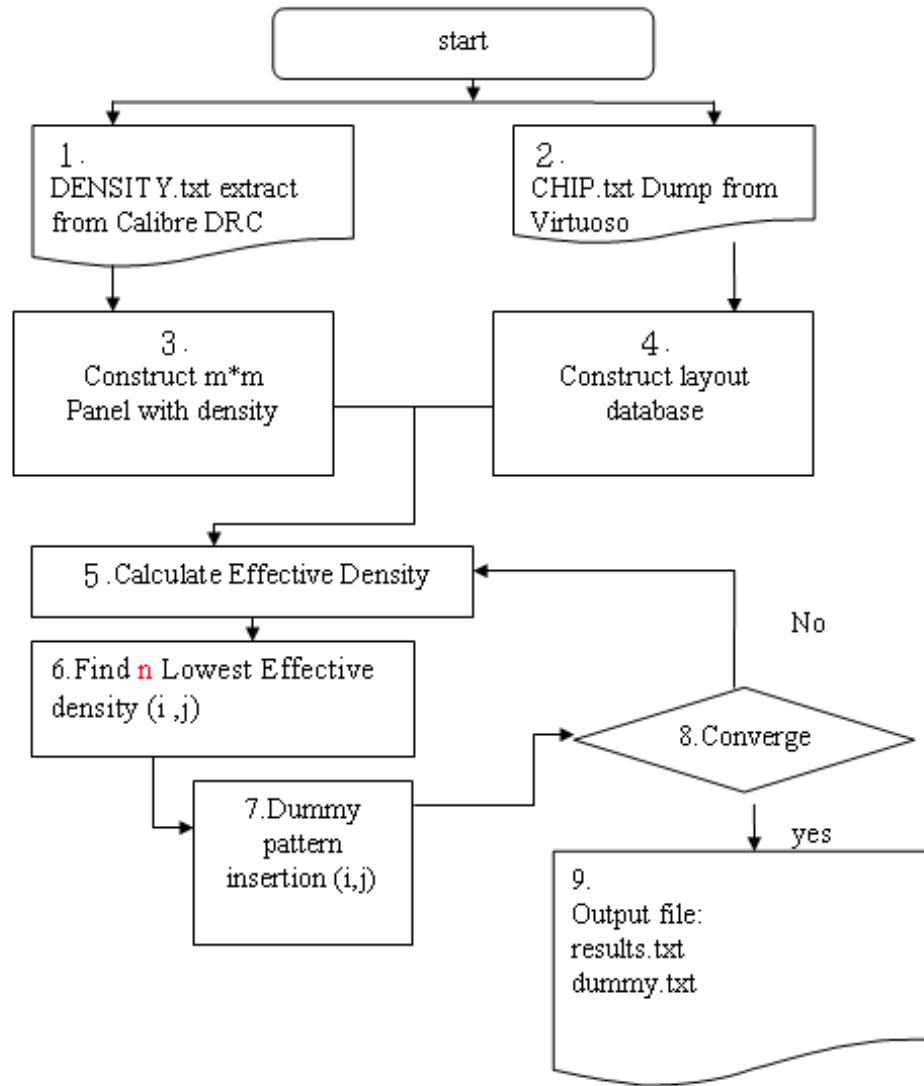 start
1.
DENSITY.txt extract
from Calibre DRC
2.
CHIP.txt Dump from
Virtuoso
3.
Construct m*m
Panel with density
4.
Construct layout
database
5.Calculate Effective Density
6.Find n Lowest Effective
density (i ,j)
7.Dummy
pattern
insertion (i,j)
No
8.Converge
yes
9.
Output file:
results.txt
dummy.txt